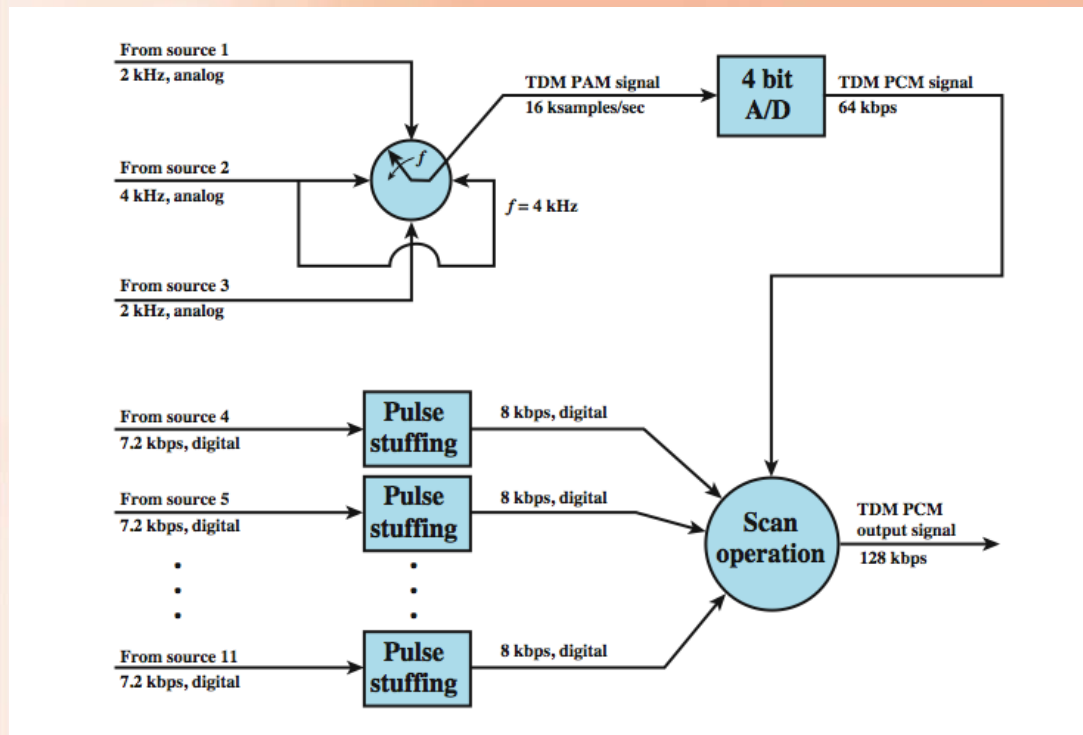 From source 1
2 kHz, analog
TDM PAM signal
16 ksamples/sec
4 bit
A/D
TDM PCM signal
64 kbps
From source 2
4 kHz, analog
f
f = 4 kHz
From source 3
2 kHz, analog
From source 4
7.2 kbps, digital
Pulse
stuffing
8 kbps, digital
From source 5
7.2 kbps, digital
Pulse
stuffing
8 kbps, digital
Scan
operation
TDM PCM
output signal
128 kbps
From source 11
7.2 kbps, digital
Pulse
stuffing
8 kbps, digital